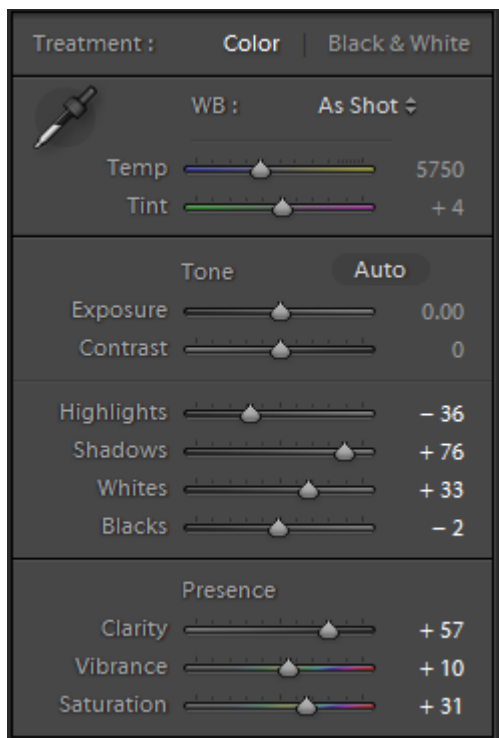 Treatment : Color | Black & White
WB : As Shot
Temp 5750
Tint + 4
Tone Auto
Exposure 0.00
Contrast 0
Highlights – 36
Shadows + 76
Whites + 33
Blacks – 2
Presence
Clarity + 57
Vibrance + 10
Saturation + 31